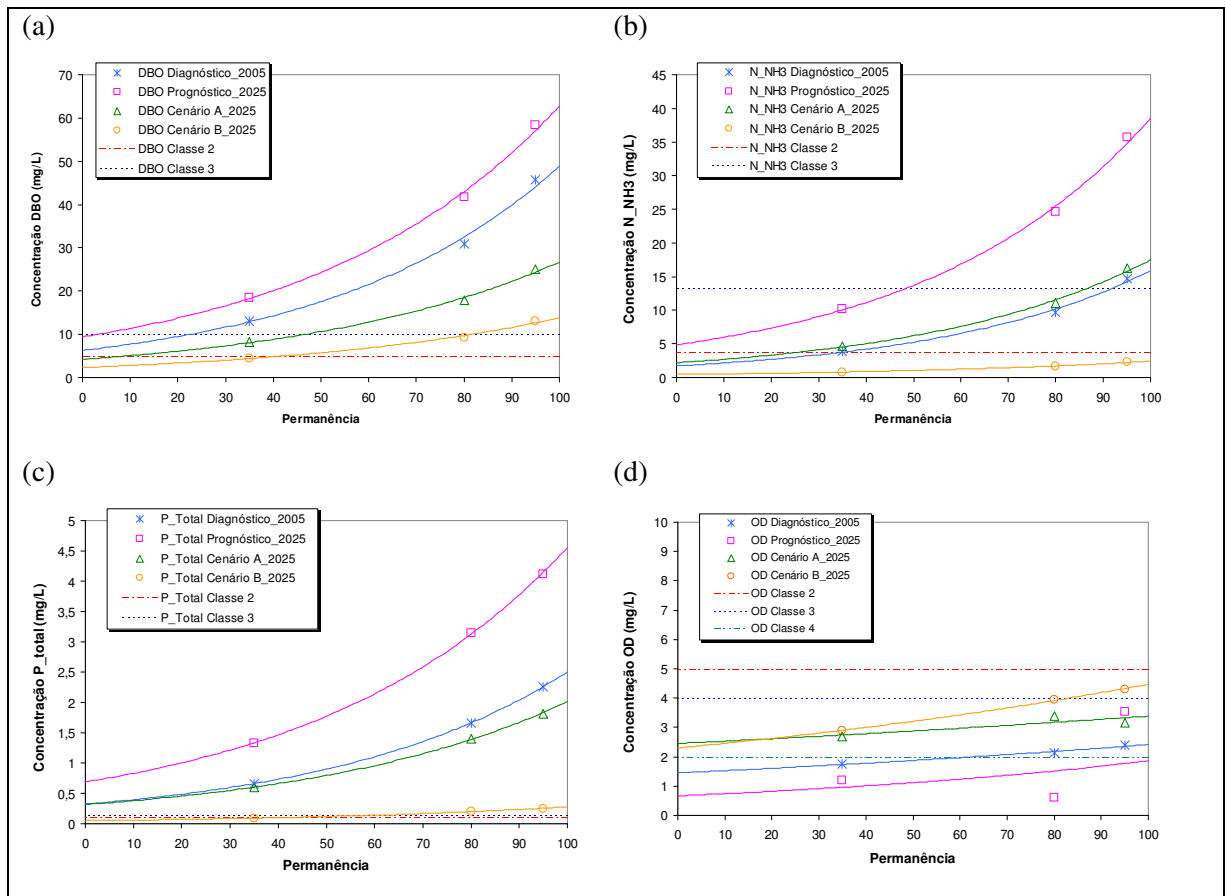 (a)
DBO Diagnóstico_2005
DBO Prognóstico_2025
DBO Cenário A_2025
DBO Cenário B_2025
DBO Classe 2
DBO Classe 3
Concentração DBO (mg/L)
70
60
50
40
30
20
10
0
0 10 20 30 40 50 60 70 80 90 100
Permanência
(b)
N_NH3 Diagnóstico_2005
N_NH3 Prognóstico_2025
N_NH3 Cenário A_2025
N_NH3 Cenário B_2025
N_NH3 Classe 2
N_NH3 Classe 3
Concentração N_NH3 (mg/L)
45
40
35
30
25
20
15
10
5
0
0 10 20 30 40 50 60 70 80 90 100
Permanência
(c)
P_Total Diagnóstico_2005
P_Total Prognóstico_2025
P_Total Cenário A_2025
P_Total Cenário B_2025
P_Total Classe 2
P_Total Classe 3
Concentração P_total (mg/L)
5
4,5
4
3,5
3
2,5
2
1,5
1
0,5
0
0 10 20 30 40 50 60 70 80 90 100
Permanência
(d)
OD Diagnóstico_2005
OD Prognóstico_2025
OD Cenário A_2025
OD Cenário B_2025
OD Classe 2
OD Classe 3
OD Classe 4
Concentração OD (mg/L)
10
9
8
7
6
5
4
3
2
1
0
0 10 20 30 40 50 60 70 80 90 100
Permanência